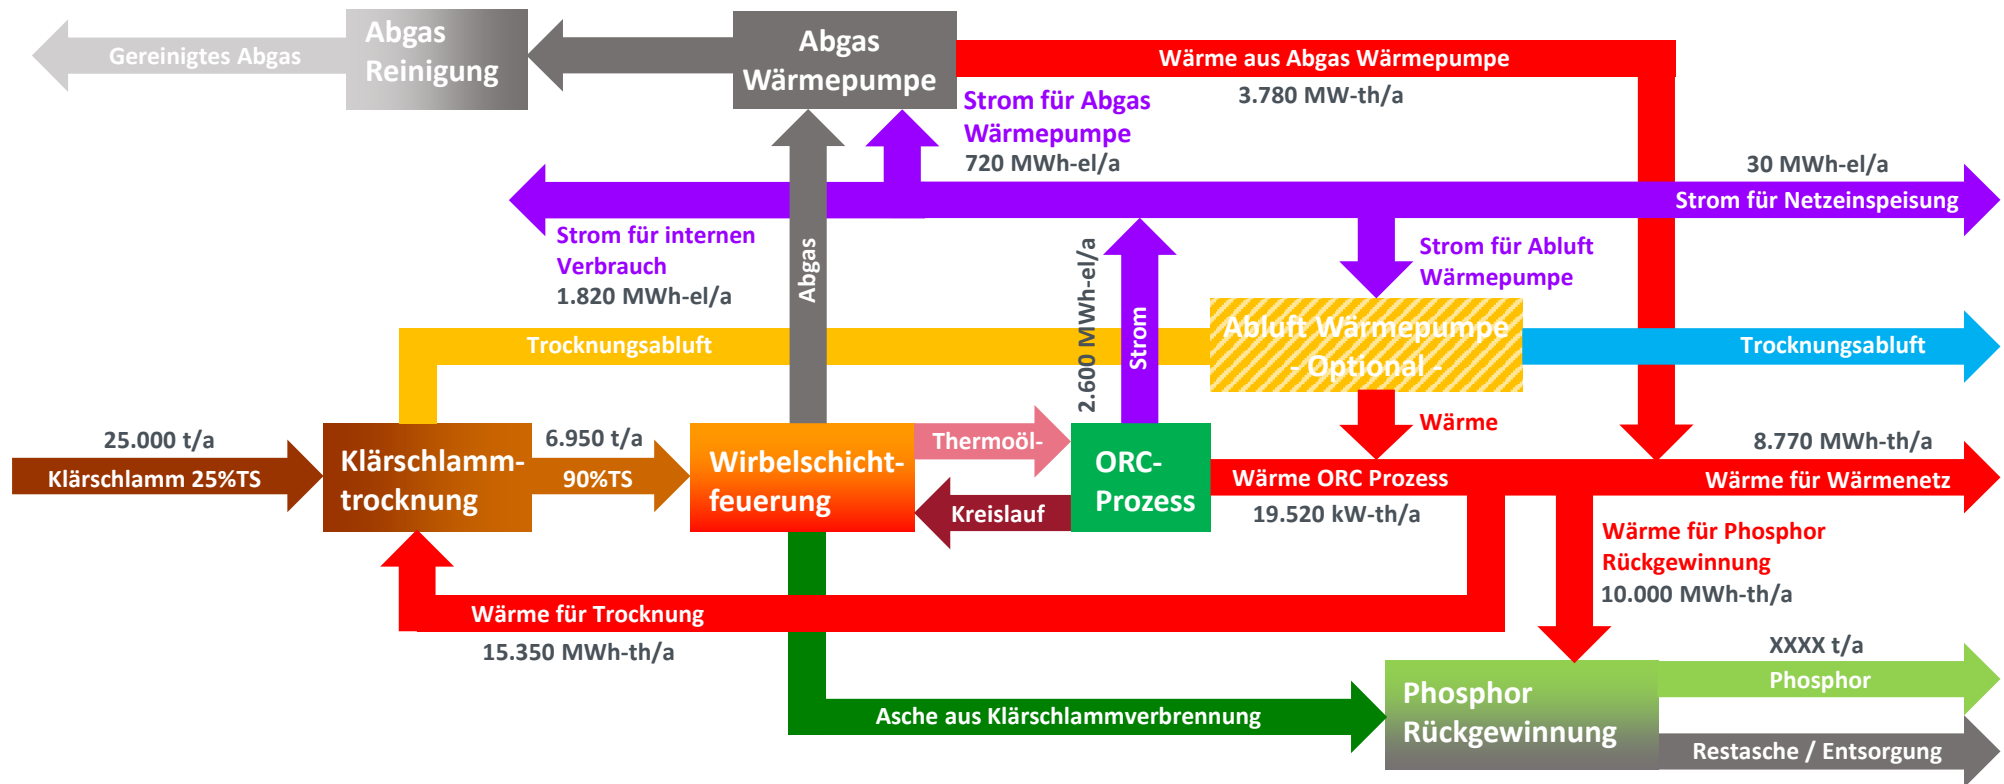 Gereinigtes Abgas
Abgas
Reinigung
Abgas
Wärmepumpe
Wärme aus Abgas Wärmepumpe
3.780 MW-th/a
Strom für Abgas
Wärmepumpe
720 MWh-el/a
30 MWh-el/a
Strom für Netzeinspeisung
Strom für internen
Verbrauch
1.820 MWh-el/a
Abgas
2.600 MWh-el/a
Strom
Strom für Abluft
Wärmepumpe
Trocknungsabluft
Abluft Wärmepumpe
- Optional -
Trocknungsabluft
25.000 t/a
Klärschlamm 25%TS
Klärschlamm-
trocknung
6.950 t/a
90%TS
Wirbelschicht-
feuerung
Thermoöl-
Kreislauf
ORC-
Prozess
Wärme
Wärme ORC Prozess
19.520 kW-th/a
8.770 MWh-th/a
Wärme für Wärmenetz
Wärme für Phosphor
Rückgewinnung
10.000 MWh-th/a
Wärme für Trocknung
15.350 MWh-th/a
Asche aus Klärschlammverbrennung
Phosphor
Rückgewinnung
XXXX t/a
Phosphor
Restasche / Entsorgung